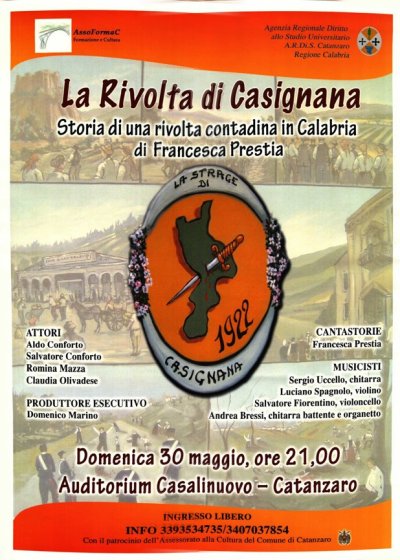 AssoFormaC
Formazione e Cultura
Agenzia Regionale Diritto
allo Studio Universitario
A.R.Di.S. Catanzaro
Regione Calabria
La Rivolta di Casignana
Storia di una rivolta contadina in Calabria
di Francesca Prestia
LA STRAGE
DI
1922
CASIGNANA
ATTORI
Aldo Conforto
Salvatore Conforto
Romina Mazza
Claudia Olivadese
PRODUTTORE ESECUTIVO
Domenico Marino
CANTASTORIE
Francesca Prestia
MUSICISTI
Sergio Uccello, chitarra
Luciano Spagnolo, violino
Salvatore Fiorentino, violoncello
Andrea Bressi, chitarra battente e organetto
Domenica 30 maggio, ore 21,00
Auditorium Casalinuovo – Catanzaro
INGRESSO LIBERO
INFO 3393534735/3407037854
Con il patrocinio dell'Assessorato alla Cultura del Comune di Catanzaro